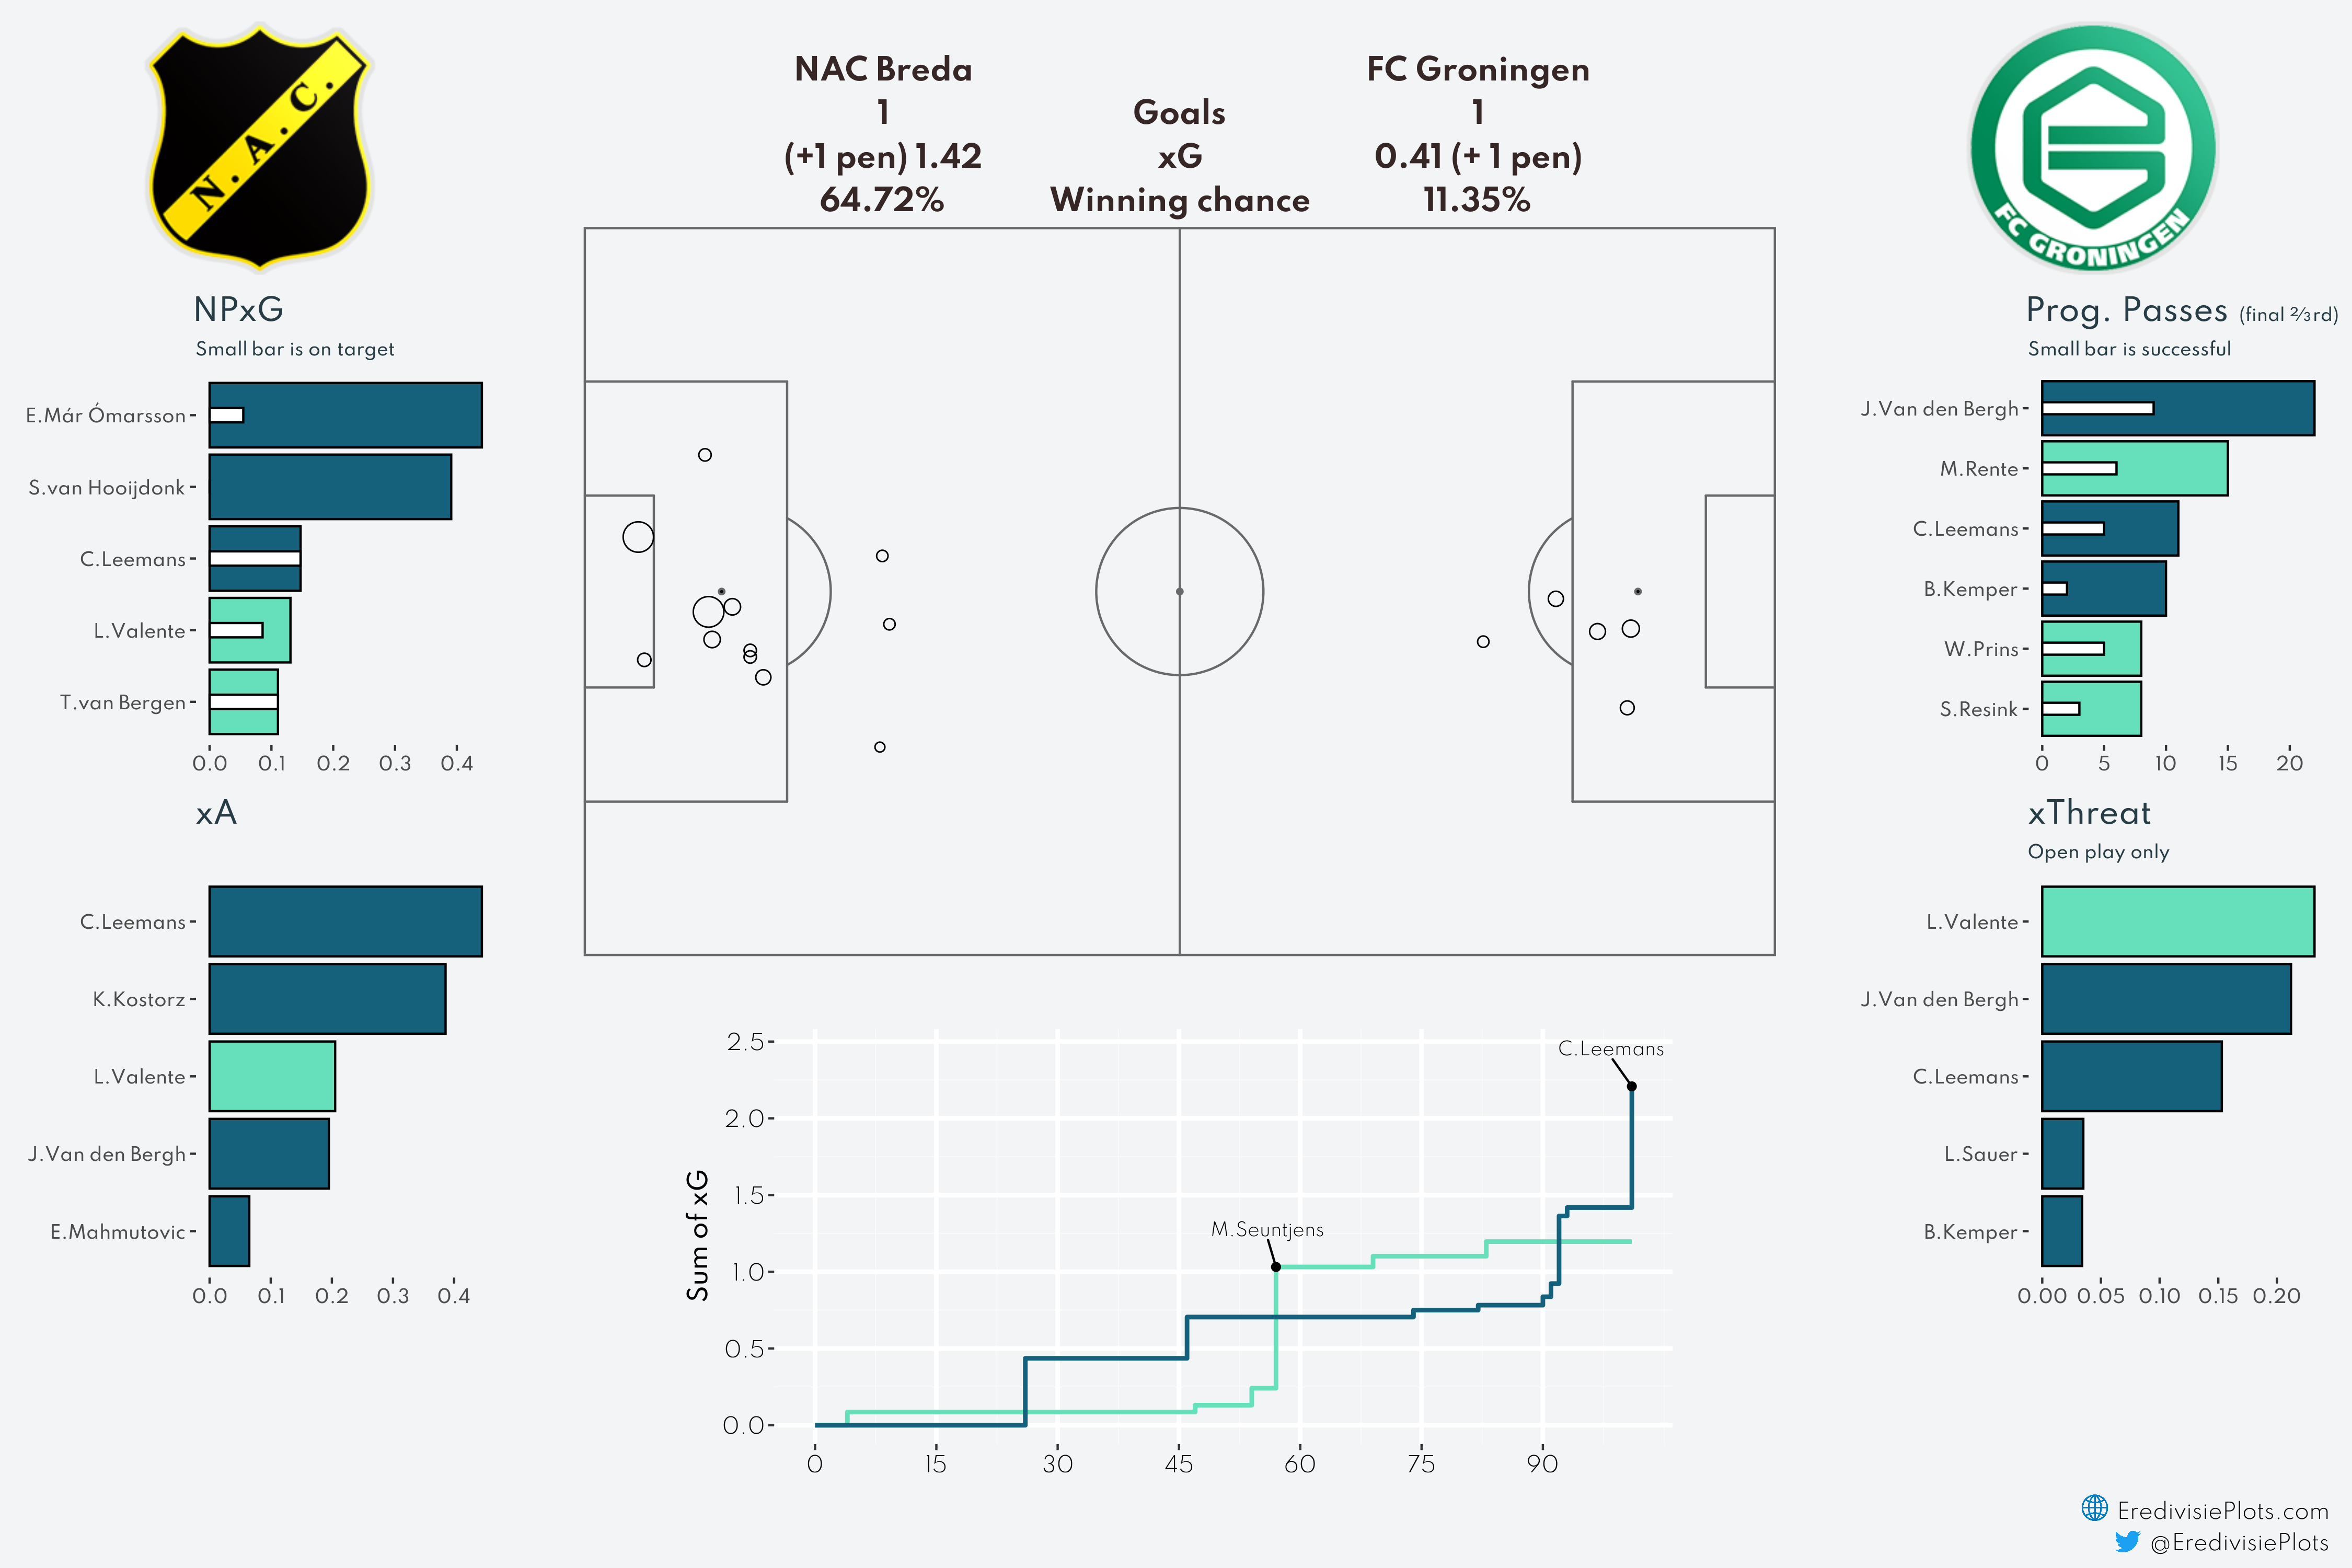 N.A.C.
FC GRONINGEN
NAC Breda
FC Groningen
1
Goals
1
(+1 pen) 1.42
xG
0.41 (+ 1 pen)
64.72%
Winning chance
11.35%
NPxG
Small bar is on target
E.Már Ómarsson
S.van Hooijdonk
C.Leemans
L.Valente
T.van Bergen
0.0 0.1 0.2 0.3 0.4
xA
C.Leemans
K.Kostorz
L.Valente
J.Van den Bergh
E.Mahmutovic
0.0 0.1 0.2 0.3 0.4
Sum of xG
2.5
2.0
1.5
1.0
0.5
0.0
0 15 30 45 60 75 90
M.Seuntjens
C.Leemans
Prog. Passes (final ⅔rd)
Small bar is successful
J.Van den Bergh
M.Rente
C.Leemans
B.Kemper
W.Prins
S.Resink
0 5 10 15 20
xThreat
Open play only
L.Valente
J.Van den Bergh
C.Leemans
L.Sauer
B.Kemper
0.00 0.05 0.10 0.15 0.20
EredivisiePlots.com
@EredivisiePlots